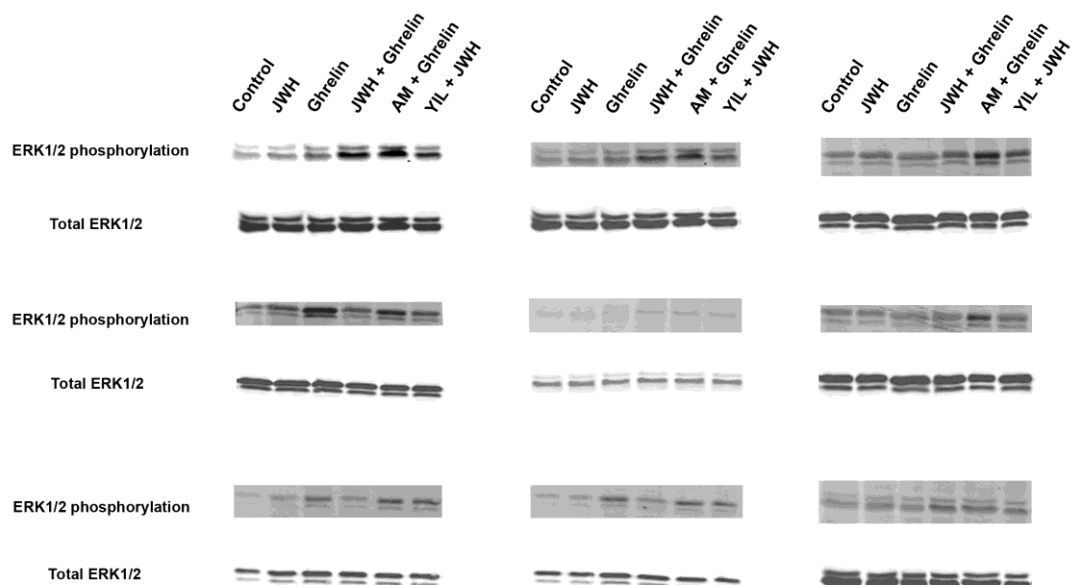 Control JWH Ghrelin JWH + Ghrelin AM + Ghrelin YIL + JWH
Control JWH Ghrelin JWH + Ghrelin AM + Ghrelin YIL + JWH
Control JWH Ghrelin JWH + Ghrelin AM + Ghrelin YIL + JWH
ERK1/2 phosphorylation
Total ERK1/2
ERK1/2 phosphorylation
Total ERK1/2
ERK1/2 phosphorylation
Total ERK1/2